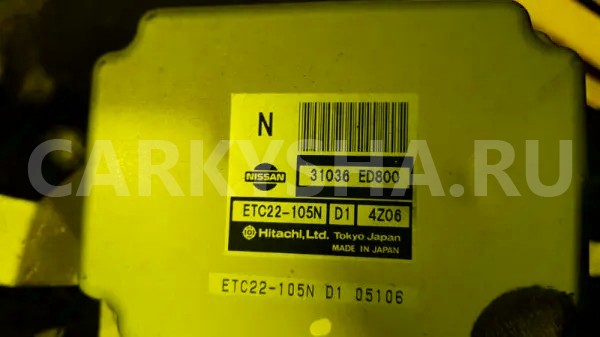 N
NISSAN 31036 ED800
CARKYSHA.RU
ETC22-105N D1 4Z06
Hitachi, Ltd. Tokyo Japan
MADE IN JAPAN
ETC22-105N D1 05106